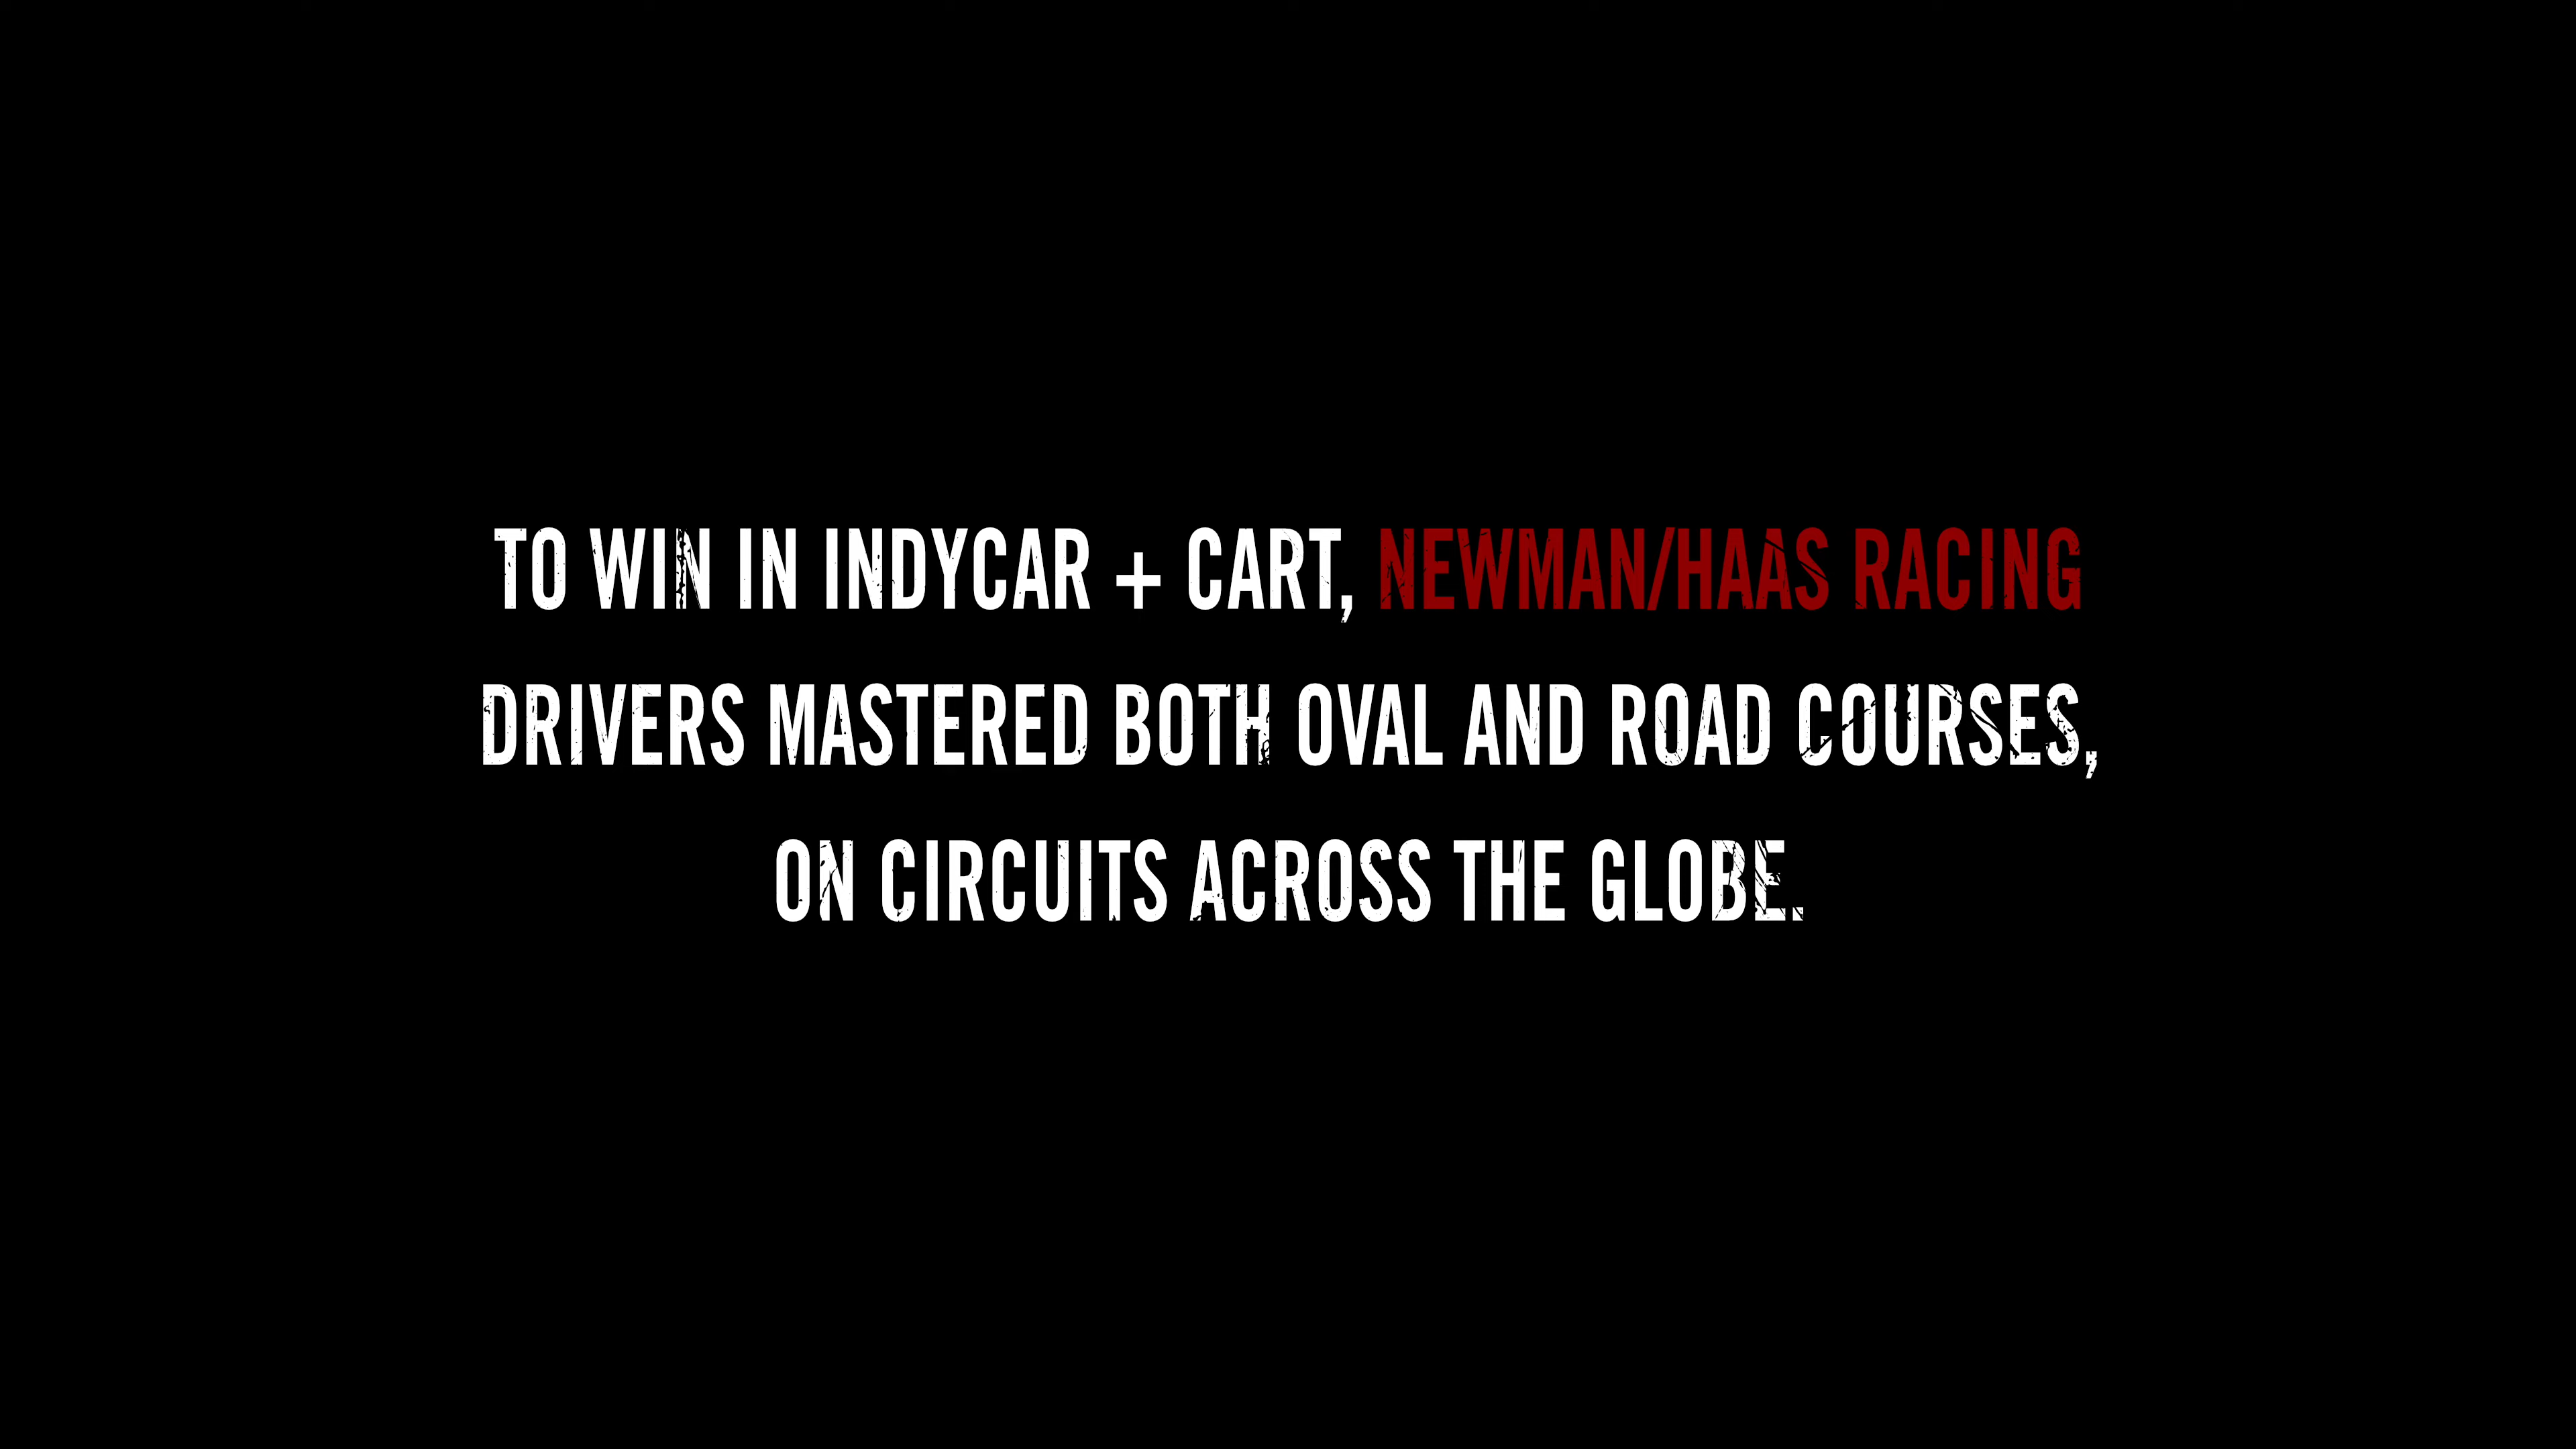 TO WIN IN INDYCAR + CART, NEWMAN/HAAS RACING
DRIVERS MASTERED BOTH OVAL AND ROAD COURSES,
ON CIRCUITS ACROSS THE GLOBE.